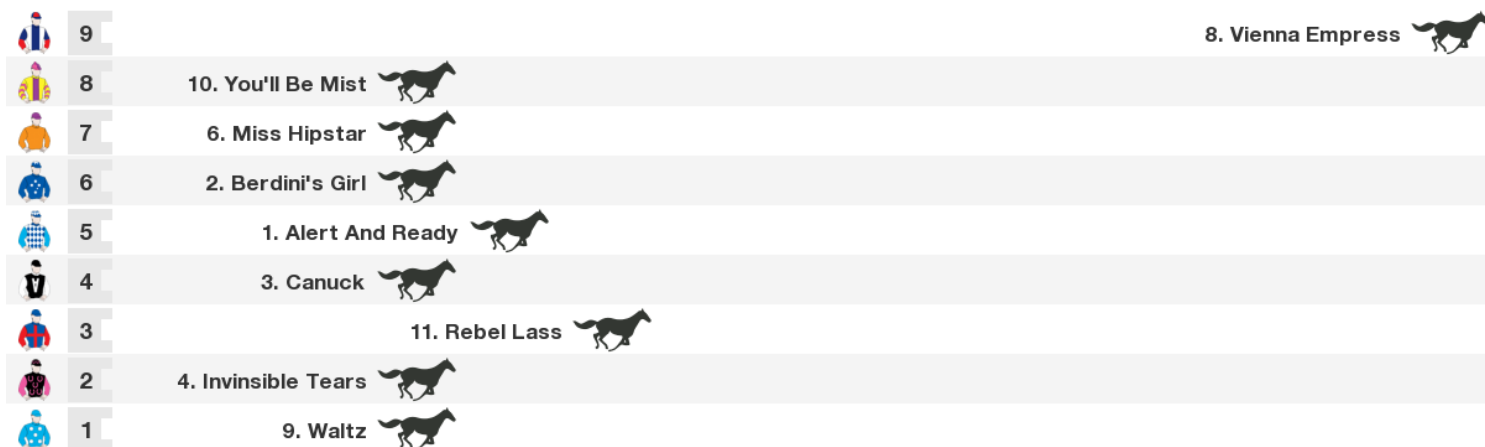 9 8. Vienna Empress
8 10. You'll Be Mist
7 6. Miss Hipstar
6 2. Berdini's Girl
5 1. Alert And Ready
4 3. Canuck
3 11. Rebel Lass
2 4. Invinsible Tears
1 9. Waltz